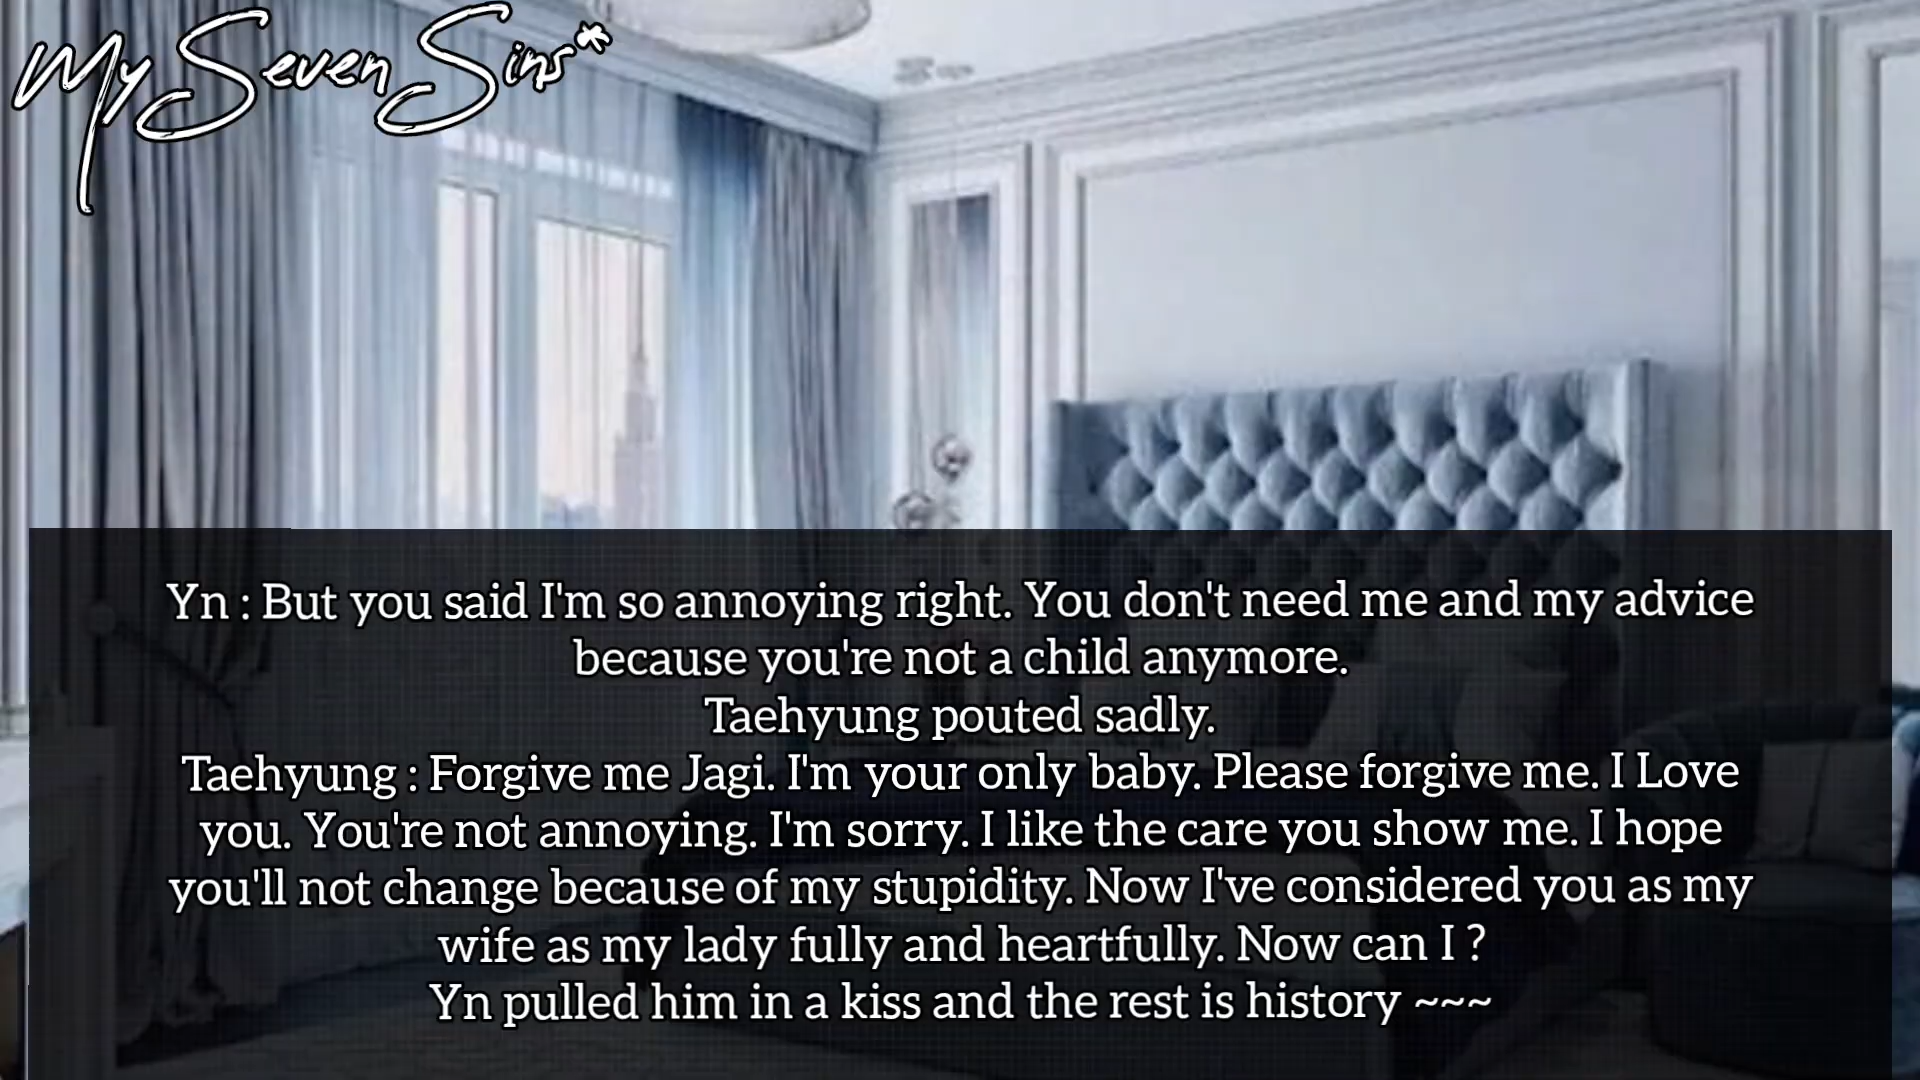 My Seven Sins*
Yn : But you said I'm so annoying right. You don't need me and my advice
because you're not a child anymore.
Taehyung pouted sadly.
Taehyung : Forgive me Jagi. I'm your only baby. Please forgive me. I Love
you. You're not annoying. I'm sorry. I like the care you show me. I hope
you'll not change because of my stupidity. Now I've considered you as my
wife as my lady fully and heartfully. Now can I ?
Yn pulled him in a kiss and the rest is history ~~~